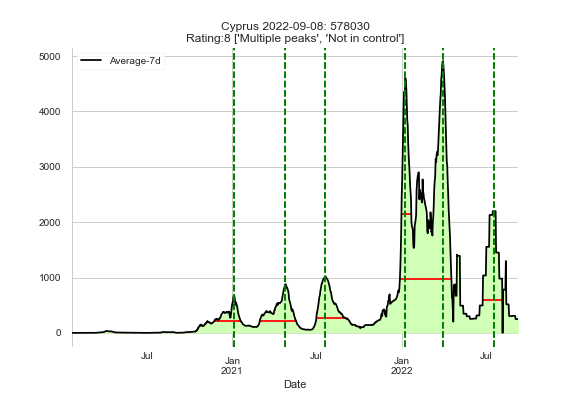 Cyprus 2022-09-08: 578030
Rating:8 ['Multiple peaks', 'Not in control']
Average-7d
5000
4000
3000
2000
1000
0
Jul
Jan
2021
Jul
Jan
2022
Jul
Date